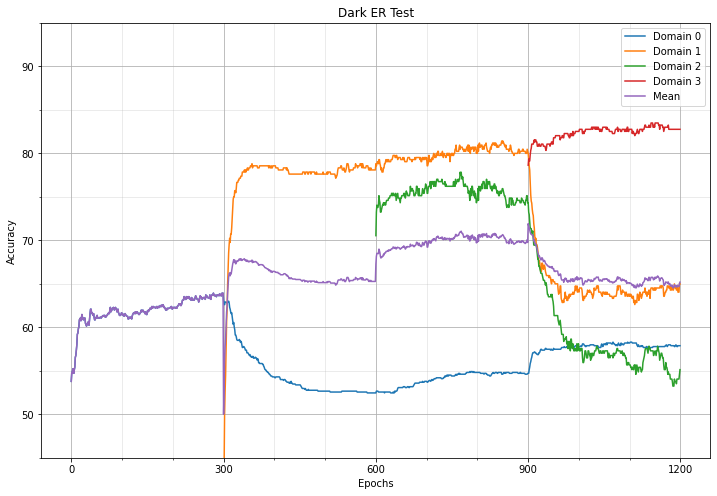 Dark ER Test
Domain 0
Domain 1
Domain 2
Domain 3
Mean
90
80
70
60
50
Accuracy
0
300
600
900
1200
Epochs